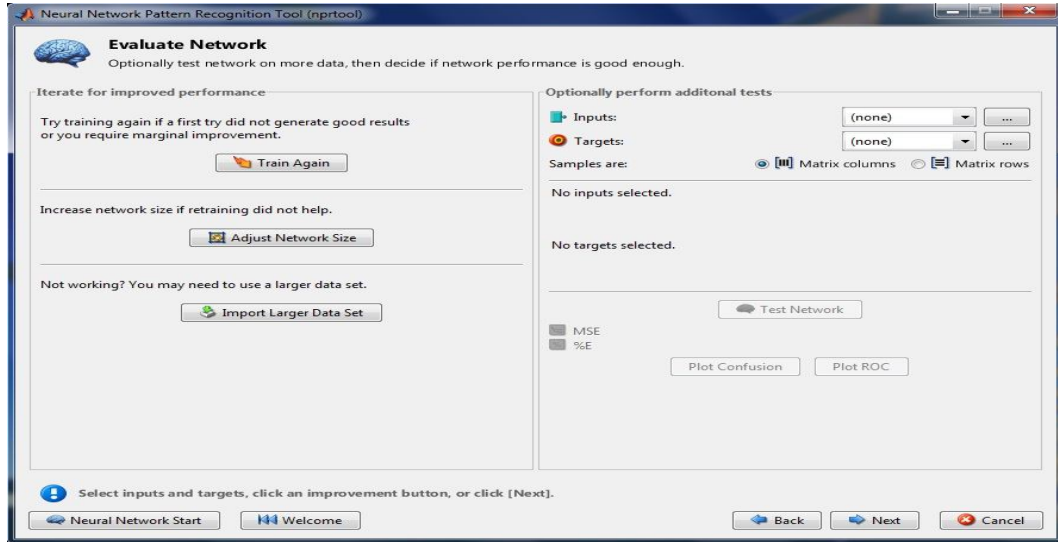 Neural Network Pattern Recognition Tool (nprtool)
Evaluate Network
Optionally test network on more data, then decide if network performance is good enough.
Iterate for improved performance
Try training again if a first try did not generate good results
or you require marginal improvement.
Train Again
Increase network size if retraining did not help.
Adjust Network Size
Not working? You may need to use a larger data set.
Import Larger Data Set
Optionally perform additonal tests
Inputs: (none) ...
Targets: (none) ...
Samples are: Matrix columns Matrix rows
No inputs selected.
No targets selected.
Test Network
MSE
%E
Plot Confusion Plot ROC
Select inputs and targets, click an improvement button, or click [Next].
Neural Network Start Welcome Back Next Cancel